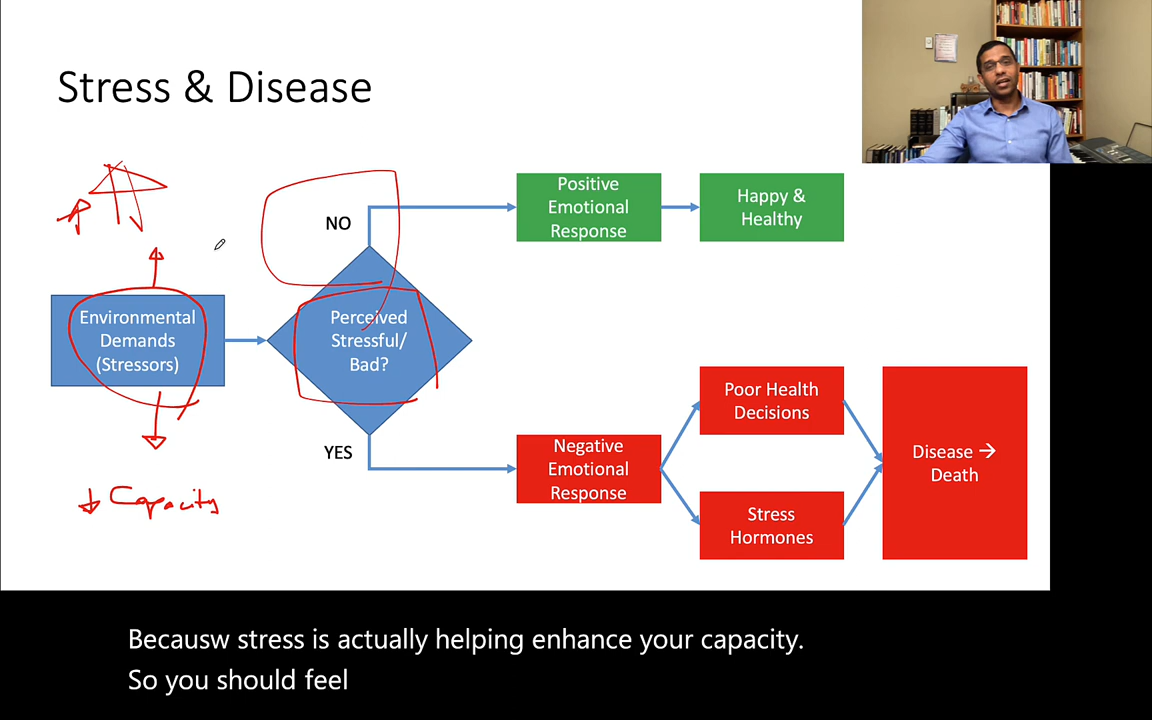 Stress & Disease
NO
Positive
Emotional
Response
Happy &
Healthy
Environmental
Demands
(Stressors)
Perceived
Stressful/
Bad?
YES
Negative
Emotional
Response
Poor Health
Decisions
Stress
Hormones
Disease →
Death
↓ Capacity
Becausw stress is actually helping enhance your capacity.
So you should feel